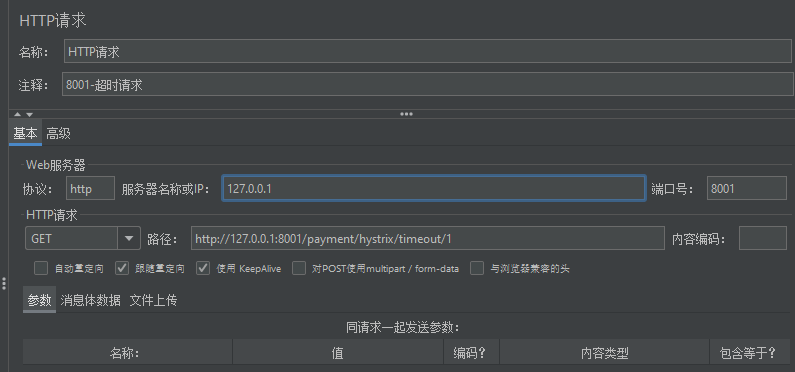 HTTP请求
名称： HTTP请求
注释： 8001-超时请求
基本 高级
Web服务器
协议： http 服务器名称或IP： 127.0.0.1 端口号： 8001
HTTP请求
GET 路径： http://127.0.0.1:8001/payment/hystrix/timeout/1 内容编码：
自动重定向 跟随重定向 使用 KeepAlive 对POST使用multipart / form-data 与浏览器兼容的头
参数 消息体数据 文件上传
同请求一起发送参数：
名称： 值 编码？ 内容类型 包含等于？